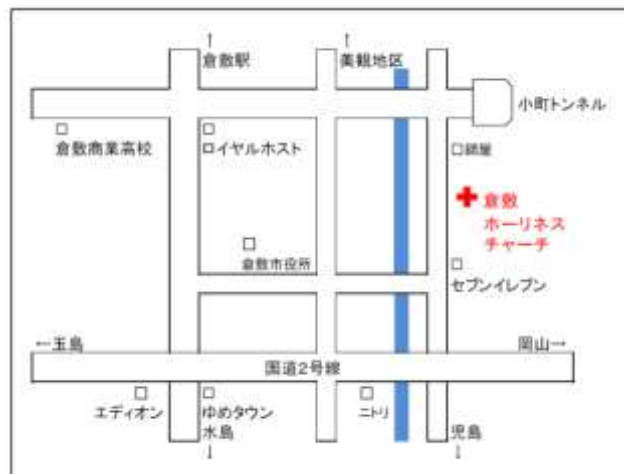 ↑
倉敷駅
↑
美観地区
小町トンネル
倉敷商業高校
ロイヤルホスト
鍋屋
倉敷
ホーリネス
チャーチ
倉敷市役所
セブンイレブン
←玉島
岡山→
国道2号線
エディオン
ゆめタウン
ニトリ
水島
↓
児島
↓